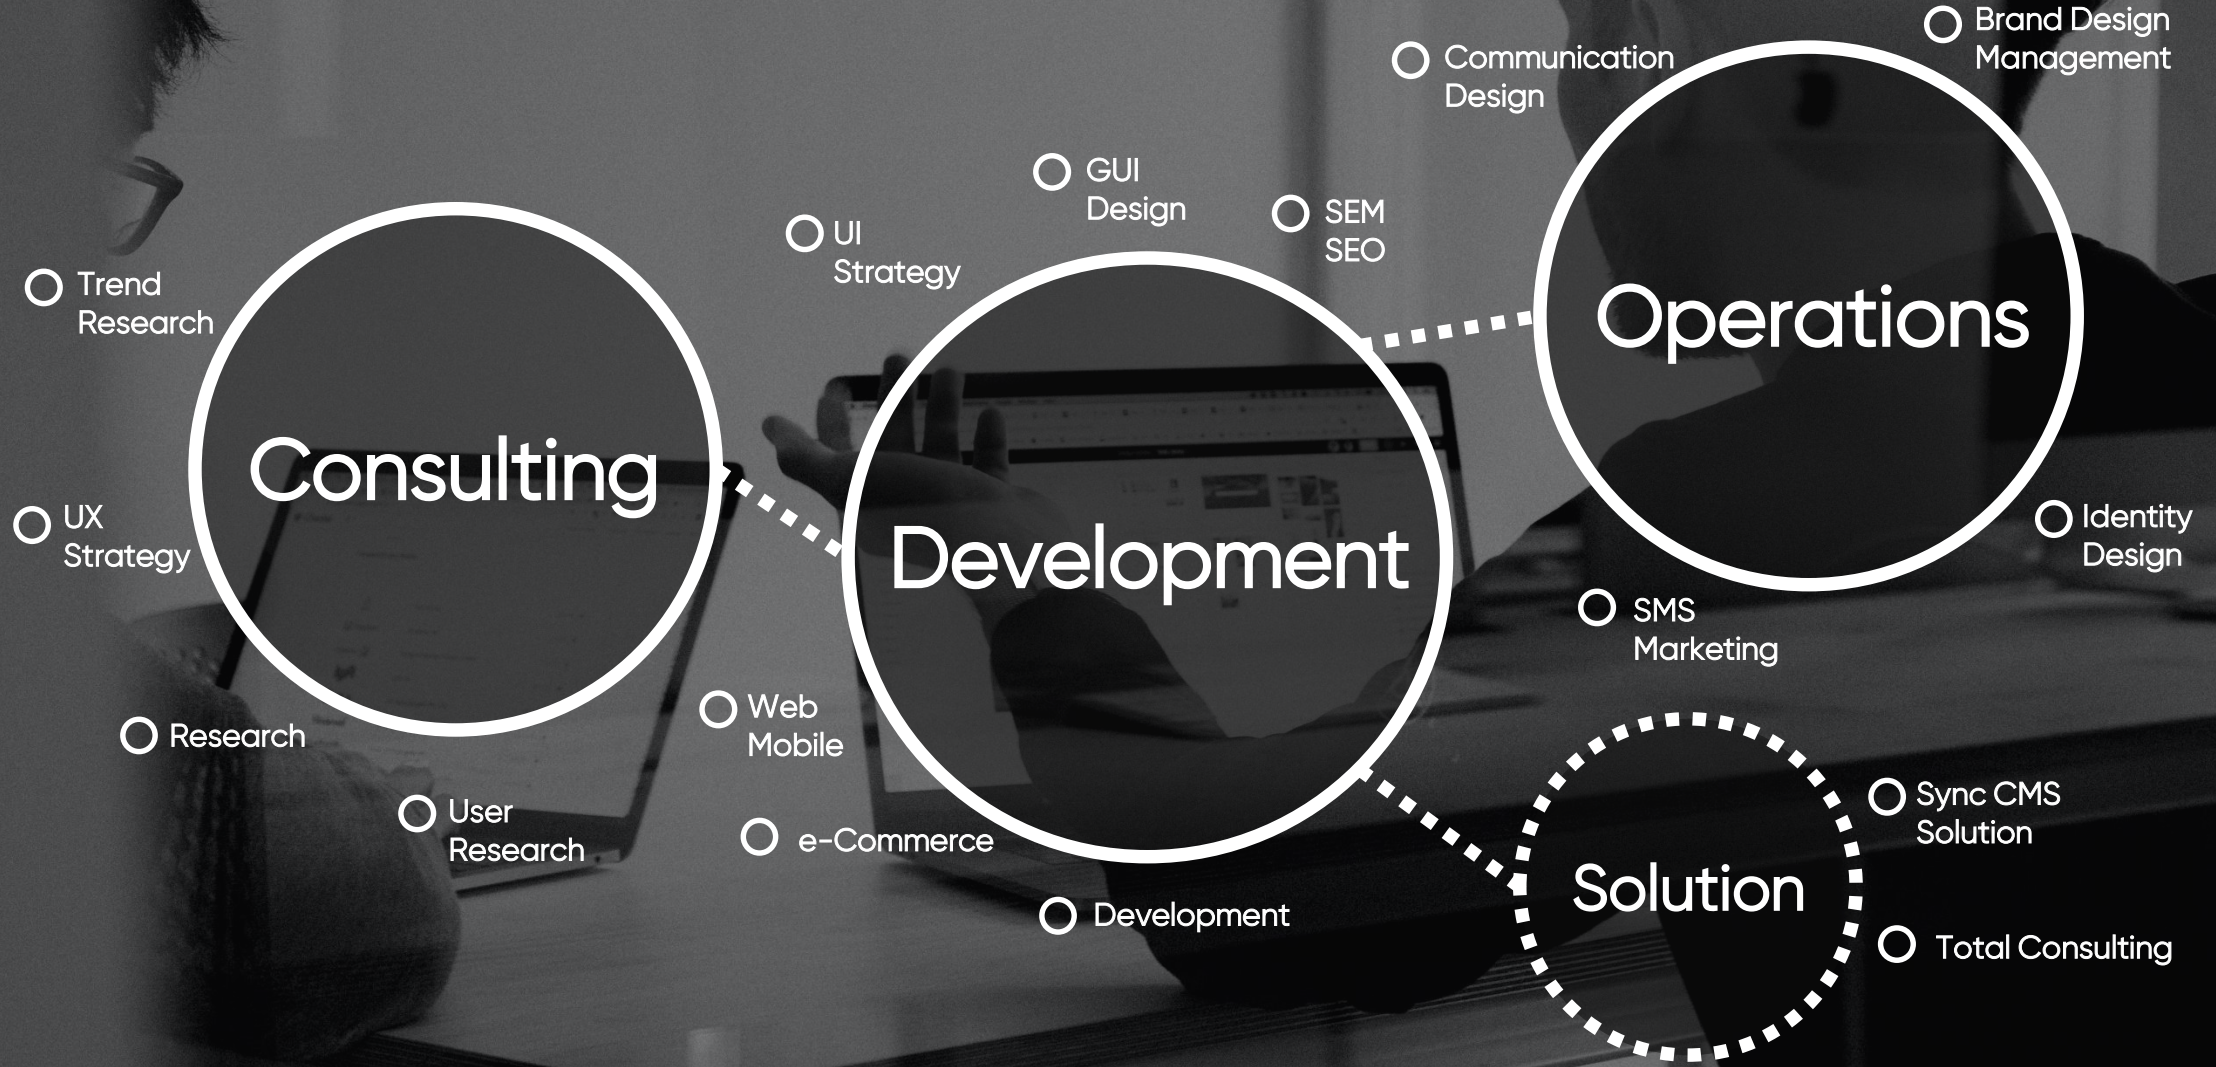 Trend
Research
UX
Strategy
Consulting
Research
User
Research
UI
Strategy
GUI
Design
SEM
SEO
Development
Web
Mobile
e-Commerce
Development
Communication
Design
Brand Design
Management
Operations
Identity
Design
SMS
Marketing
Solution
Sync CMS
Solution
Total Consulting